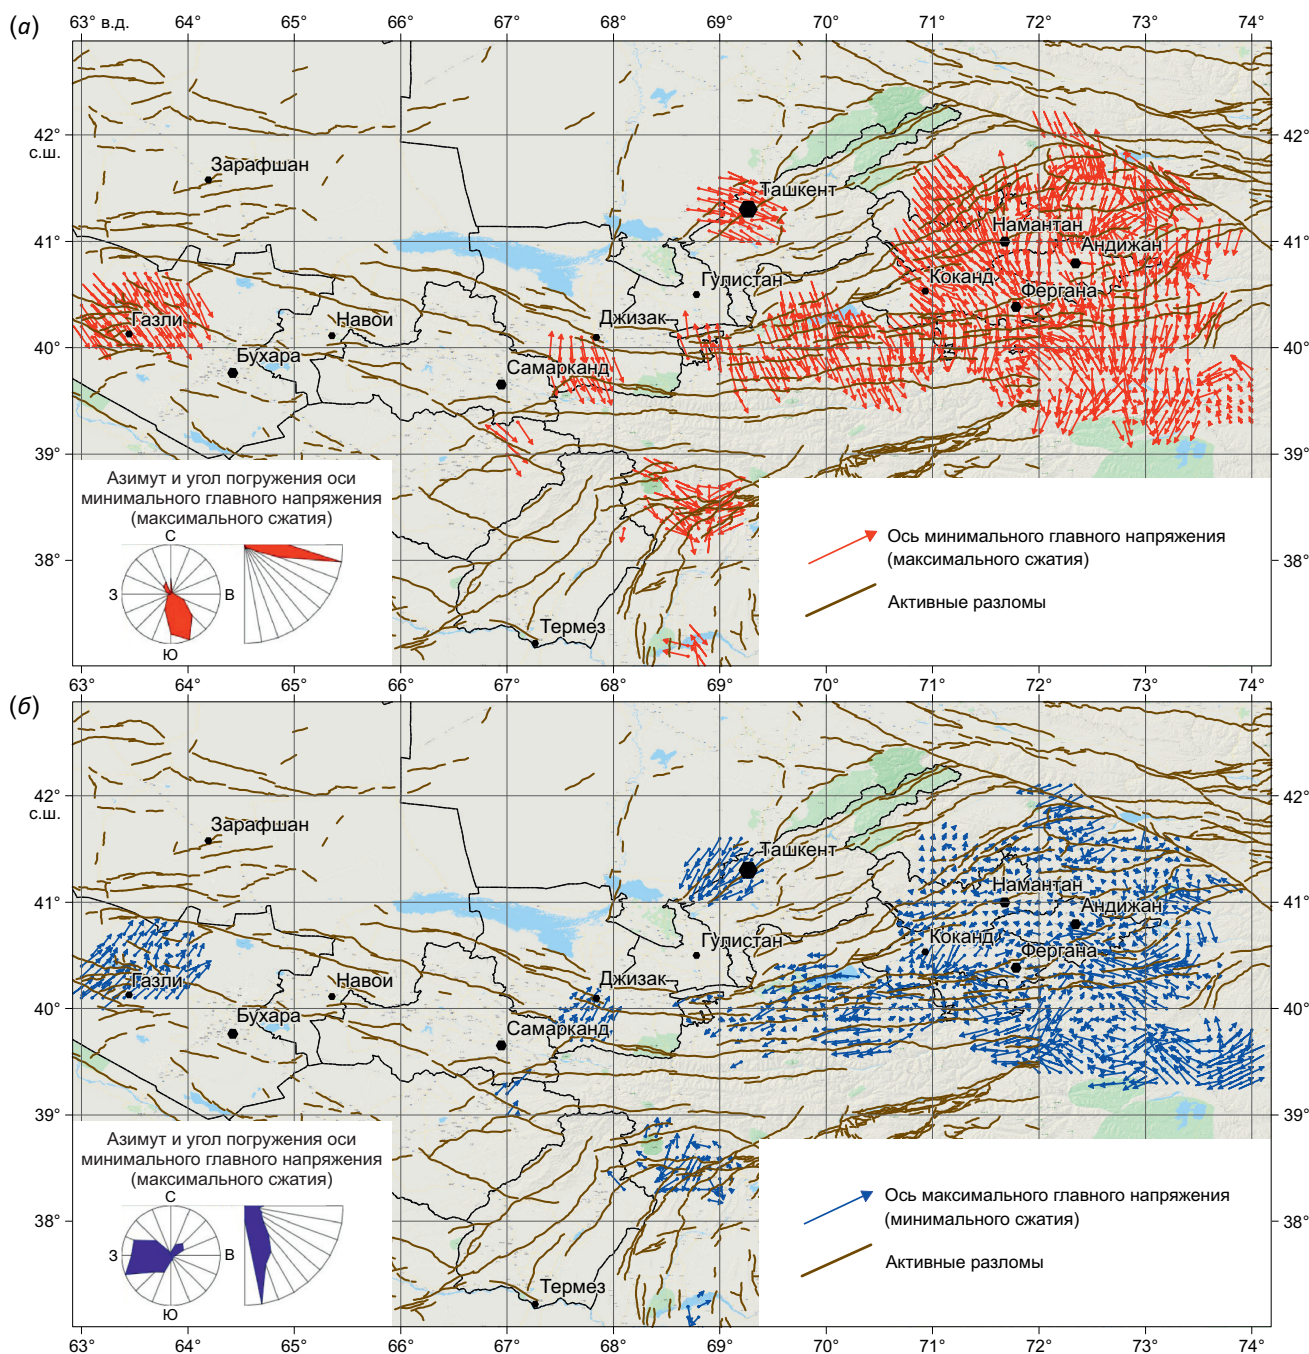 (а)
63° в.д. 64° 65° 66° 67° 68° 69° 70° 71° 72° 73° 74°
42°
с.ш.
Зарафшан
Ташкент
41°
Намантан
Андижан
Гулистан
Коканд
Фергана
Газли
Навои
Джизак
40°
Бухара
Самарканд
39°
Азимут и угол погружения оси
минимального главного напряжения
(максимального сжатия)
С
З
В
Ю
Ось минимального главного напряжения
(максимального сжатия)
Активные разломы
38°
38°
Термез
63° 64° 65° 66° 67° 68° 69° 70° 71° 72° 73° 74°
(б)
42°
с.ш.
Зарафшан
Ташкент
41°
Намантан
Андижан
Гулистан
Коканд
Фергана
Газли
Навои
Джизак
40°
Бухара
Самарканд
39°
Азимут и угол погружения оси
минимального главного напряжения
(максимального сжатия)
С
З
В
Ю
Ось максимального главного напряжения
(минимального сжатия)
Активные разломы
38°
38°
Термез
63° 64° 65° 66° 67° 68° 69° 70° 71° 72° 73° 74°